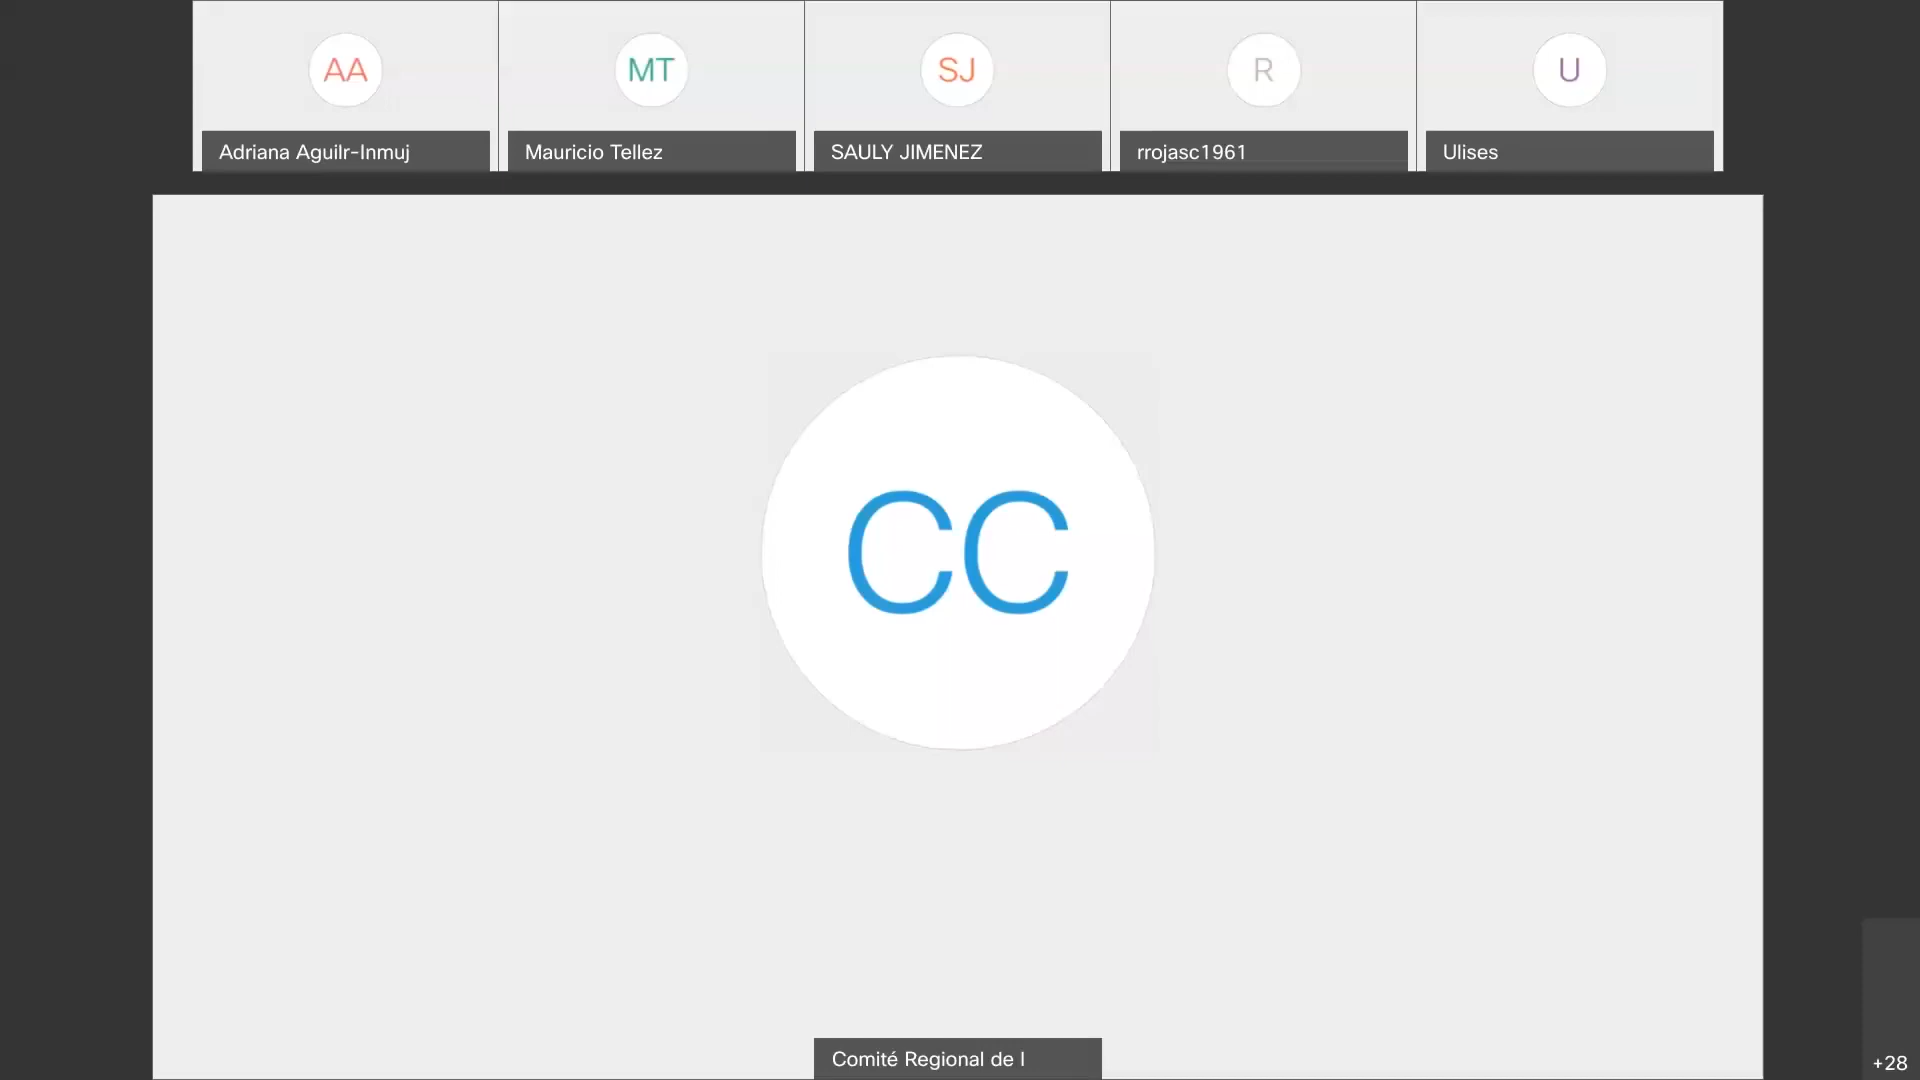 AA
MT
SJ
R
U
Adriana Aguilr-Inmuj
Mauricio Tellez
SAULY JIMENEZ
rrojasc1961
Ulises
CC
Comité Regional de I
+28